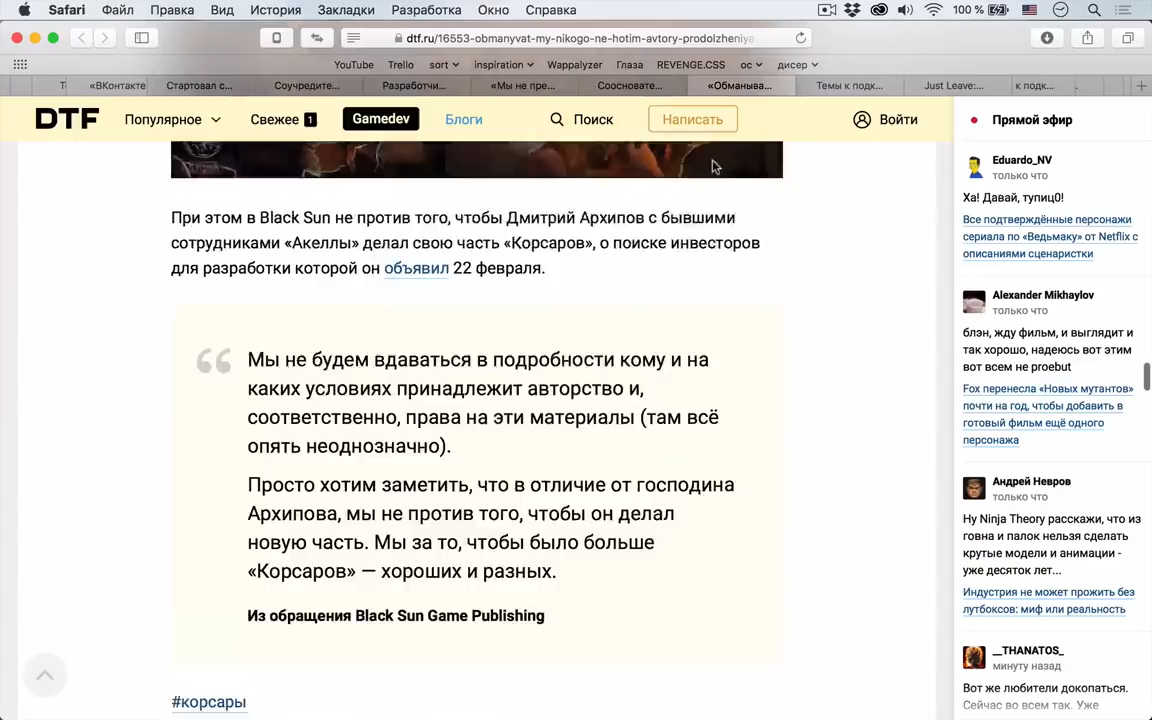 Safari Файл Правка Вид История Закладки Разработка Окно Справка 100 %
dtf.ru/16553-obmanyvat-my-nikogo-ne-hotim-avtory-prodolzheniya
YouTube Trello sort inspiration Wappalyzer Глаза REVENGE.CSS ос дисер
«ВКонтакте Стартовал с... Соучредите... Разработчи... «Мы не пре... Сооснова­те... «Обманыва... Темы к подк... Just Leave:... к подк...
DTF Популярное Свежее 1 Gamedev Блоги Поиск Написать Войти
При этом в Black Sun не против того, чтобы Дмитрий Архипов с бывшими
сотрудниками «Акеллы» делал свою часть «Корсаров», о поиске инвесторов
для разработки которой он объявил 22 февраля.
Мы не будем вдаваться в подробности кому и на
каких условиях принадлежит авторство и,
соответственно, права на эти материалы (там всё
опять неоднозначно).
Просто хотим заметить, что в отличие от господина
Архипова, мы не против того, чтобы он делал
новую часть. Мы за то, чтобы было больше
«Корсаров» — хороших и разных.
Из обращения Black Sun Game Publishing
#корсары
Прямой эфир
Eduardo_NV
только что
Ха! Давай, тупиц0!
Все подтверждённые персонажи
сериала по «Ведьмаку» от Netflix с
описаниями сценаристки
Alexander Mikhaylov
только что
блэн, жду фильм, и выглядит и
так хорошо, надеюсь вот этим
вот всем не proebut
Fox перенесла «Новых мутантов»
почти на год, чтобы добавить в
готовый фильм ещё одного
персонажа
Андрей Невров
только что
Ну Ninja Theory расскажи, что из
говна и палок нельзя сделать
крутые модели и анимации -
уже десяток лет...
Индустрия не может прожить без
лутбоксов: миф или реальность
__THANATOS_
минуту назад
Вот же любители докопаться.
Сейчас во всем так. Уже